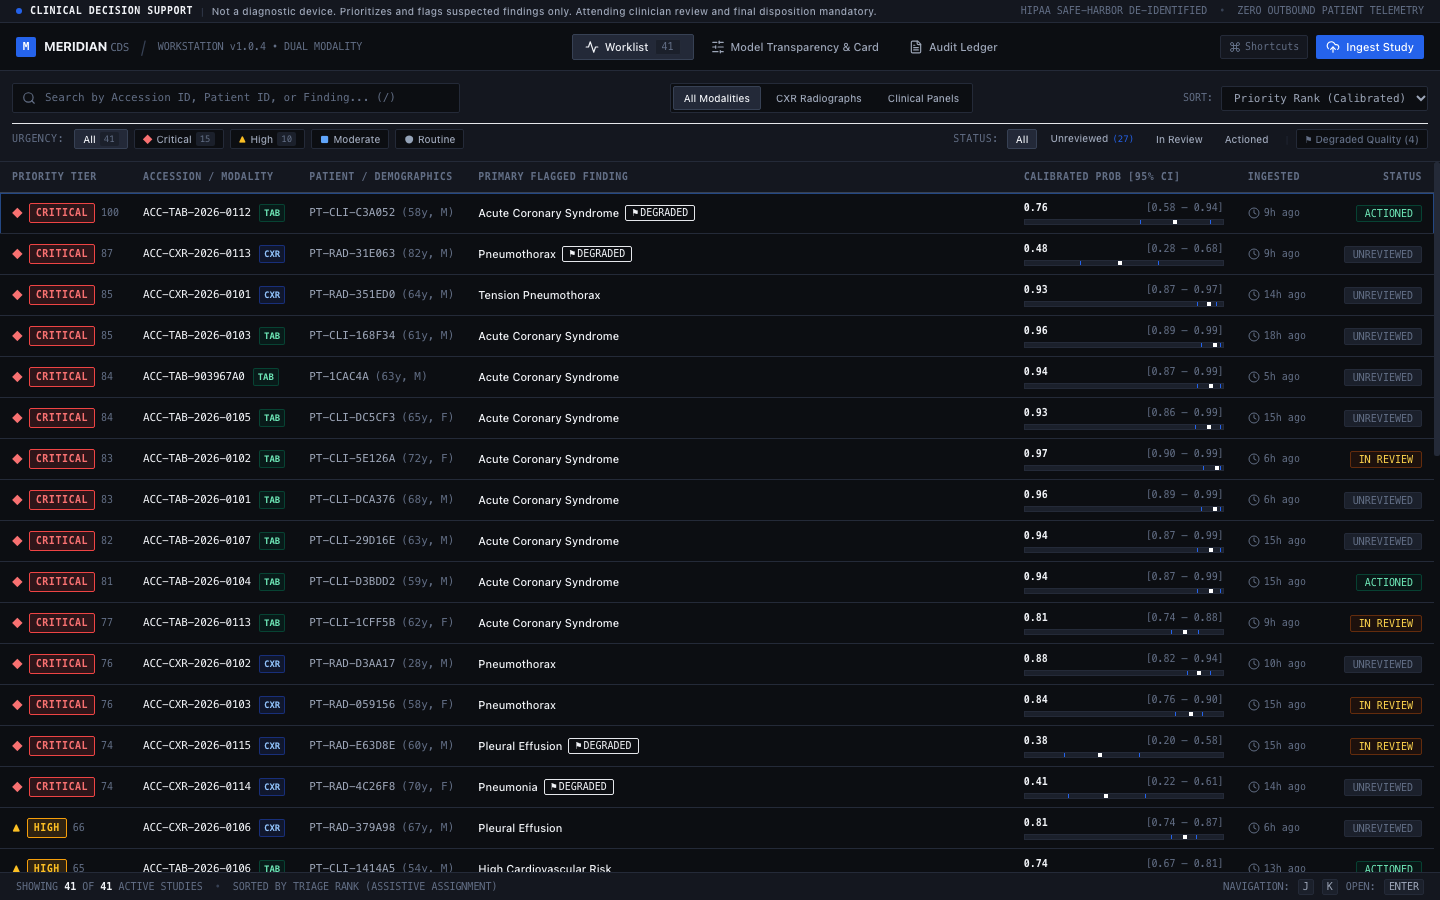 CLINICAL DECISION SUPPORT | Not a diagnostic device. Prioritizes and flags suspected findings only. Attending clinician review and final disposition mandatory. HIPAA SAFE-HARBOR DE-IDENTIFIED • ZERO OUTBOUND PATIENT TELEMETRY
M MERIDIAN CDS / WORKSTATION v1.0.4 • DUAL MODALITY Worklist 41 Model Transparency & Card Audit Ledger ⌘ Shortcuts Ingest Study
Search by Accession ID, Patient ID, or Finding... (/) All Modalities CXR Radiographs Clinical Panels SORT: Priority Rank (Calibrated)
URGENCY: All 41 Critical 15 High 10 Moderate Routine STATUS: All Unreviewed (27) In Review Actioned ⚑ Degraded Quality (4)
PRIORITY TIER ACCESSION / MODALITY PATIENT / DEMOGRAPHICS PRIMARY FLAGGED FINDING CALIBRATED PROB [95% CI] INGESTED STATUS
CRITICAL 100 ACC-TAB-2026-0112 TAB PT-CLI-C3A052 (58y, M) Acute Coronary Syndrome ⚑DEGRADED 0.76 [0.58 – 0.94] 9h ago ACTIONED
CRITICAL 87 ACC-CXR-2026-0113 CXR PT-RAD-31E063 (82y, M) Pneumothorax ⚑DEGRADED 0.48 [0.28 – 0.68] 9h ago UNREVIEWED
CRITICAL 85 ACC-CXR-2026-0101 CXR PT-RAD-351ED0 (64y, M) Tension Pneumothorax 0.93 [0.87 – 0.97] 14h ago UNREVIEWED
CRITICAL 85 ACC-TAB-2026-0103 TAB PT-CLI-168F34 (61y, M) Acute Coronary Syndrome 0.96 [0.89 – 0.99] 18h ago UNREVIEWED
CRITICAL 84 ACC-TAB-903967A0 TAB PT-1CAC4A (63y, M) Acute Coronary Syndrome 0.94 [0.87 – 0.99] 5h ago UNREVIEWED
CRITICAL 84 ACC-TAB-2026-0105 TAB PT-CLI-DC5CF3 (65y, F) Acute Coronary Syndrome 0.93 [0.86 – 0.99] 15h ago UNREVIEWED
CRITICAL 83 ACC-TAB-2026-0102 TAB PT-CLI-5E126A (72y, F) Acute Coronary Syndrome 0.97 [0.90 – 0.99] 6h ago IN REVIEW
CRITICAL 83 ACC-TAB-2026-0101 TAB PT-CLI-DCA376 (68y, M) Acute Coronary Syndrome 0.96 [0.89 – 0.99] 6h ago UNREVIEWED
CRITICAL 82 ACC-TAB-2026-0107 TAB PT-CLI-29D16E (63y, M) Acute Coronary Syndrome 0.94 [0.87 – 0.99] 15h ago UNREVIEWED
CRITICAL 81 ACC-TAB-2026-0104 TAB PT-CLI-D3BDD2 (59y, M) Acute Coronary Syndrome 0.94 [0.87 – 0.99] 15h ago ACTIONED
CRITICAL 77 ACC-TAB-2026-0113 TAB PT-CLI-1CFF5B (62y, F) Acute Coronary Syndrome 0.81 [0.74 – 0.88] 9h ago IN REVIEW
CRITICAL 76 ACC-CXR-2026-0102 CXR PT-RAD-D3AA17 (28y, M) Pneumothorax 0.88 [0.82 – 0.94] 10h ago UNREVIEWED
CRITICAL 76 ACC-CXR-2026-0103 CXR PT-RAD-059156 (58y, F) Pneumothorax 0.84 [0.76 – 0.90] 15h ago IN REVIEW
CRITICAL 74 ACC-CXR-2026-0115 CXR PT-RAD-E63D8E (60y, M) Pleural Effusion ⚑DEGRADED 0.38 [0.20 – 0.58] 15h ago IN REVIEW
CRITICAL 74 ACC-CXR-2026-0114 CXR PT-RAD-4C26F8 (70y, F) Pneumonia ⚑DEGRADED 0.41 [0.22 – 0.61] 14h ago UNREVIEWED
HIGH 66 ACC-CXR-2026-0106 CXR PT-RAD-379A98 (67y, M) Pleural Effusion 0.81 [0.74 – 0.87] 6h ago UNREVIEWED
HIGH 65 ACC-TAB-2026-0106 TAB PT-CLI-1414A5 (54y, M) High Cardiovascular Risk 0.74 [0.67 – 0.81] 13h ago ACTIONED
SHOWING 41 OF 41 ACTIVE STUDIES • SORTED BY TRIAGE RANK (ASSISTIVE ASSIGNMENT) NAVIGATION: J K OPEN: ENTER